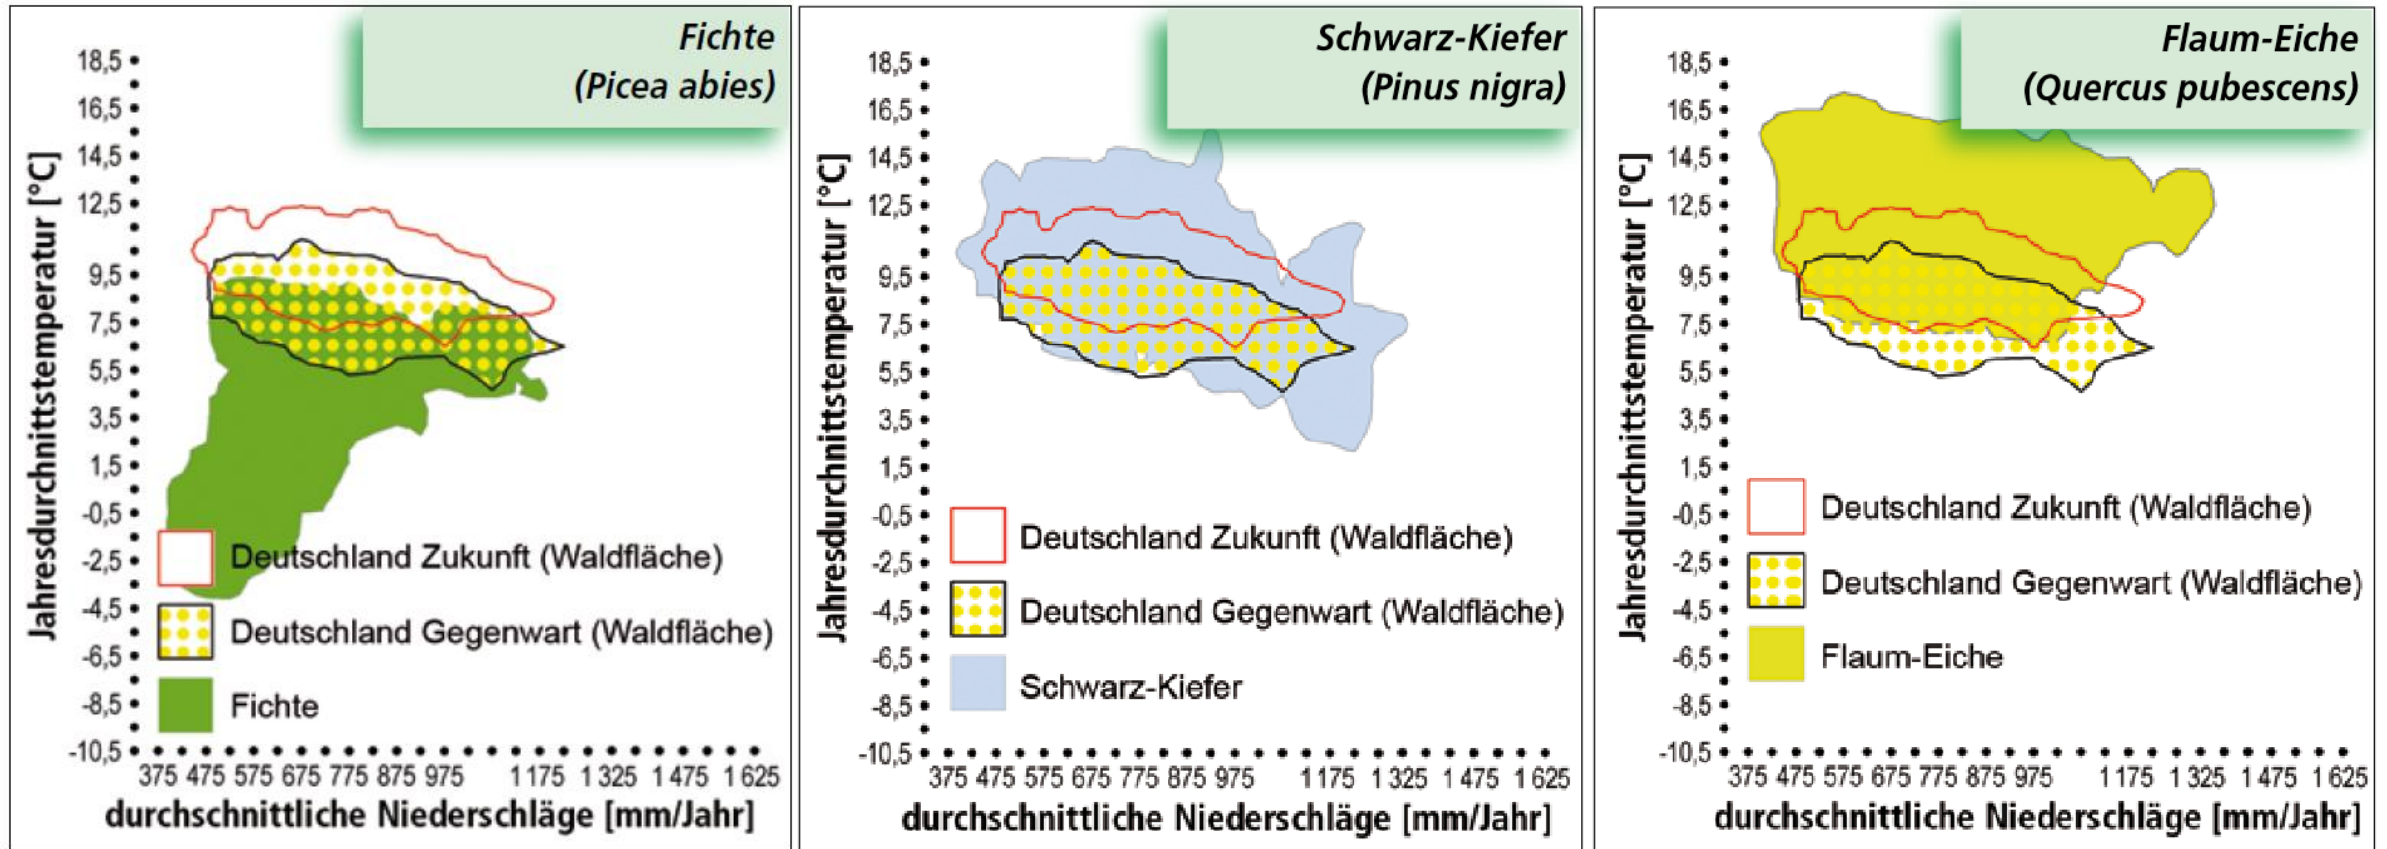 Fichte
(Picea abies)
Jahresdurchnittstemperatur [°C]
18,5
16,5
14,5
12,5
9,5
7,5
5,5
3,5
1,5
-0,5
-2,5
-4,5
-6,5
-8,5
-10,5
Deutschland Zukunft (Waldfläche)
Deutschland Gegenwart (Waldfläche)
Fichte
375 475 575 675 775 875 975 1 175 1 325 1 475 1 625
durchschnittliche Niederschläge [mm/Jahr]
Schwarz-Kiefer
(Pinus nigra)
Jahresdurchnittstemperatur [°C]
18,5
16,5
14,5
12,5
9,5
7,5
5,5
3,5
1,5
-0,5
-2,5
-4,5
-6,5
-8,5
-10,5
Deutschland Zukunft (Waldfläche)
Deutschland Gegenwart (Waldfläche)
Schwarz-Kiefer
375 475 575 675 775 875 975 1 175 1 325 1 475 1 625
durchschnittliche Niederschläge [mm/Jahr]
Flaum-Eiche
(Quercus pubescens)
Jahresdurchnittstemperatur [°C]
18,5
16,5
14,5
12,5
9,5
7,5
5,5
3,5
1,5
-0,5
-2,5
-4,5
-6,5
-8,5
-10,5
Deutschland Zukunft (Waldfläche)
Deutschland Gegenwart (Waldfläche)
Flaum-Eiche
375 475 575 675 775 875 975 1 175 1 325 1 475 1 625
durchschnittliche Niederschläge [mm/Jahr]